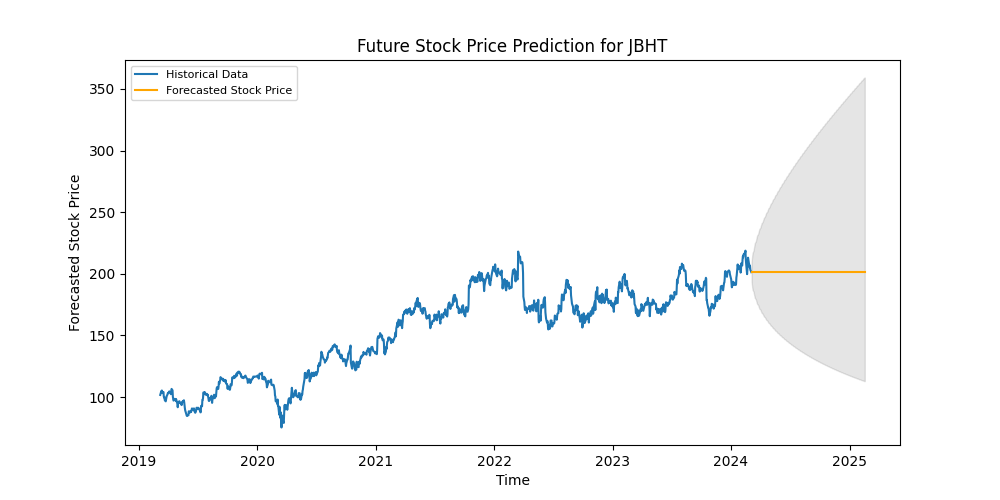 Future Stock Price Prediction for JBHT
Historical Data
Forecasted Stock Price
350
300
250
200
150
100
Forecasted Stock Price
2019 2020 2021 2022 2023 2024 2025
Time